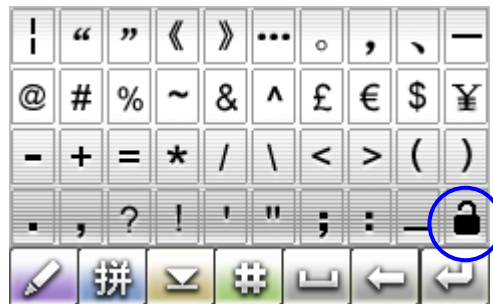 ¦ “ ” 《 》 … 。 , 、 —
@ # % ~ & ^ £ € $ ¥
- + = * / \ < > ( )
. , ? ! ' " ; : _
拼 #